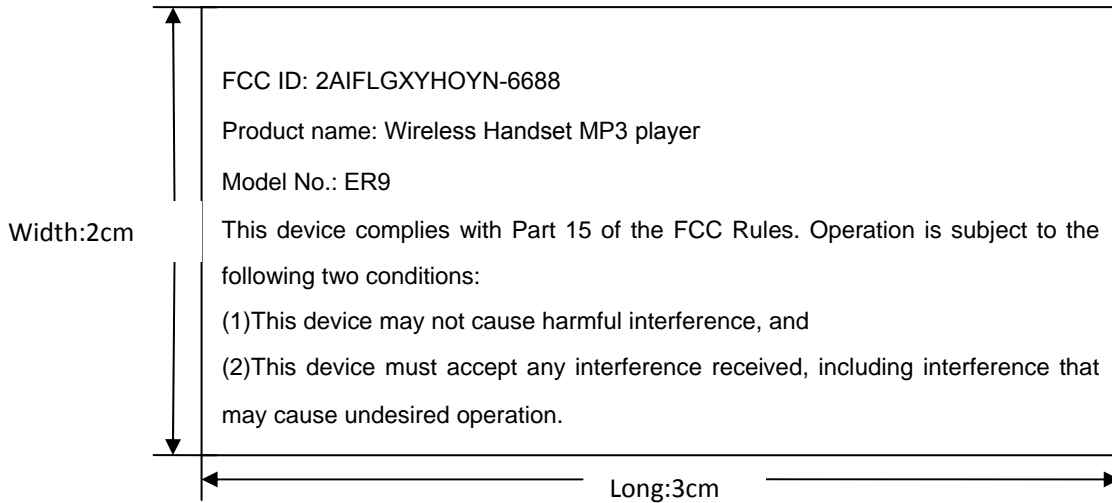 FCC ID: 2AIFLGXYHOYN-6688
Product name: Wireless Handset MP3 player
Model No.: ER9
Width:2cm
This device complies with Part 15 of the FCC Rules. Operation is subject to the
following two conditions:
(1)This device may not cause harmful interference, and
(2)This device must accept any interference received, including interference that
may cause undesired operation.
Long:3cm